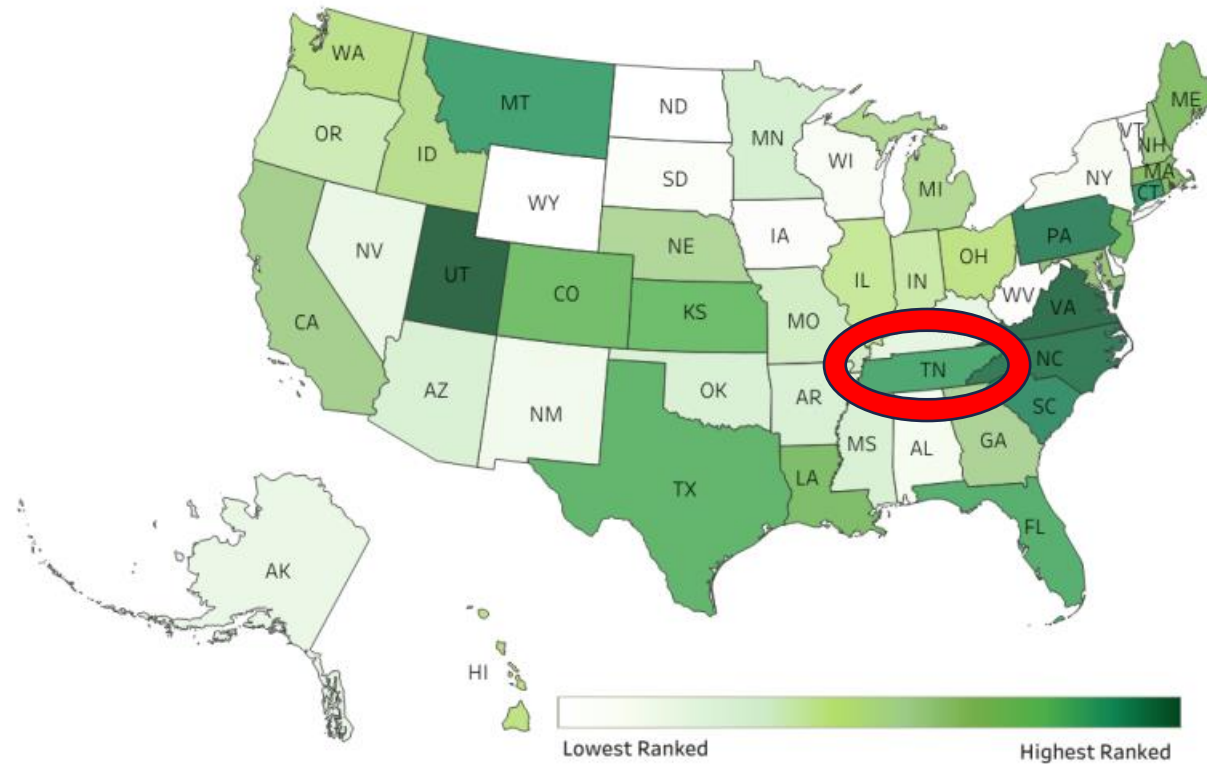 WA
MT
ND
MN
ME
OR
ID
WI
VT
NH
SD
MI
NY
MA
WY
CT
IA
PA
NE
NV
UT
IL
IN
OH
CO
WV
VA
CA
KS
MO
TN
NC
OK
AR
AZ
NM
SC
MS
AL
GA
LA
TX
FL
AK
HI
Lowest Ranked
Highest Ranked